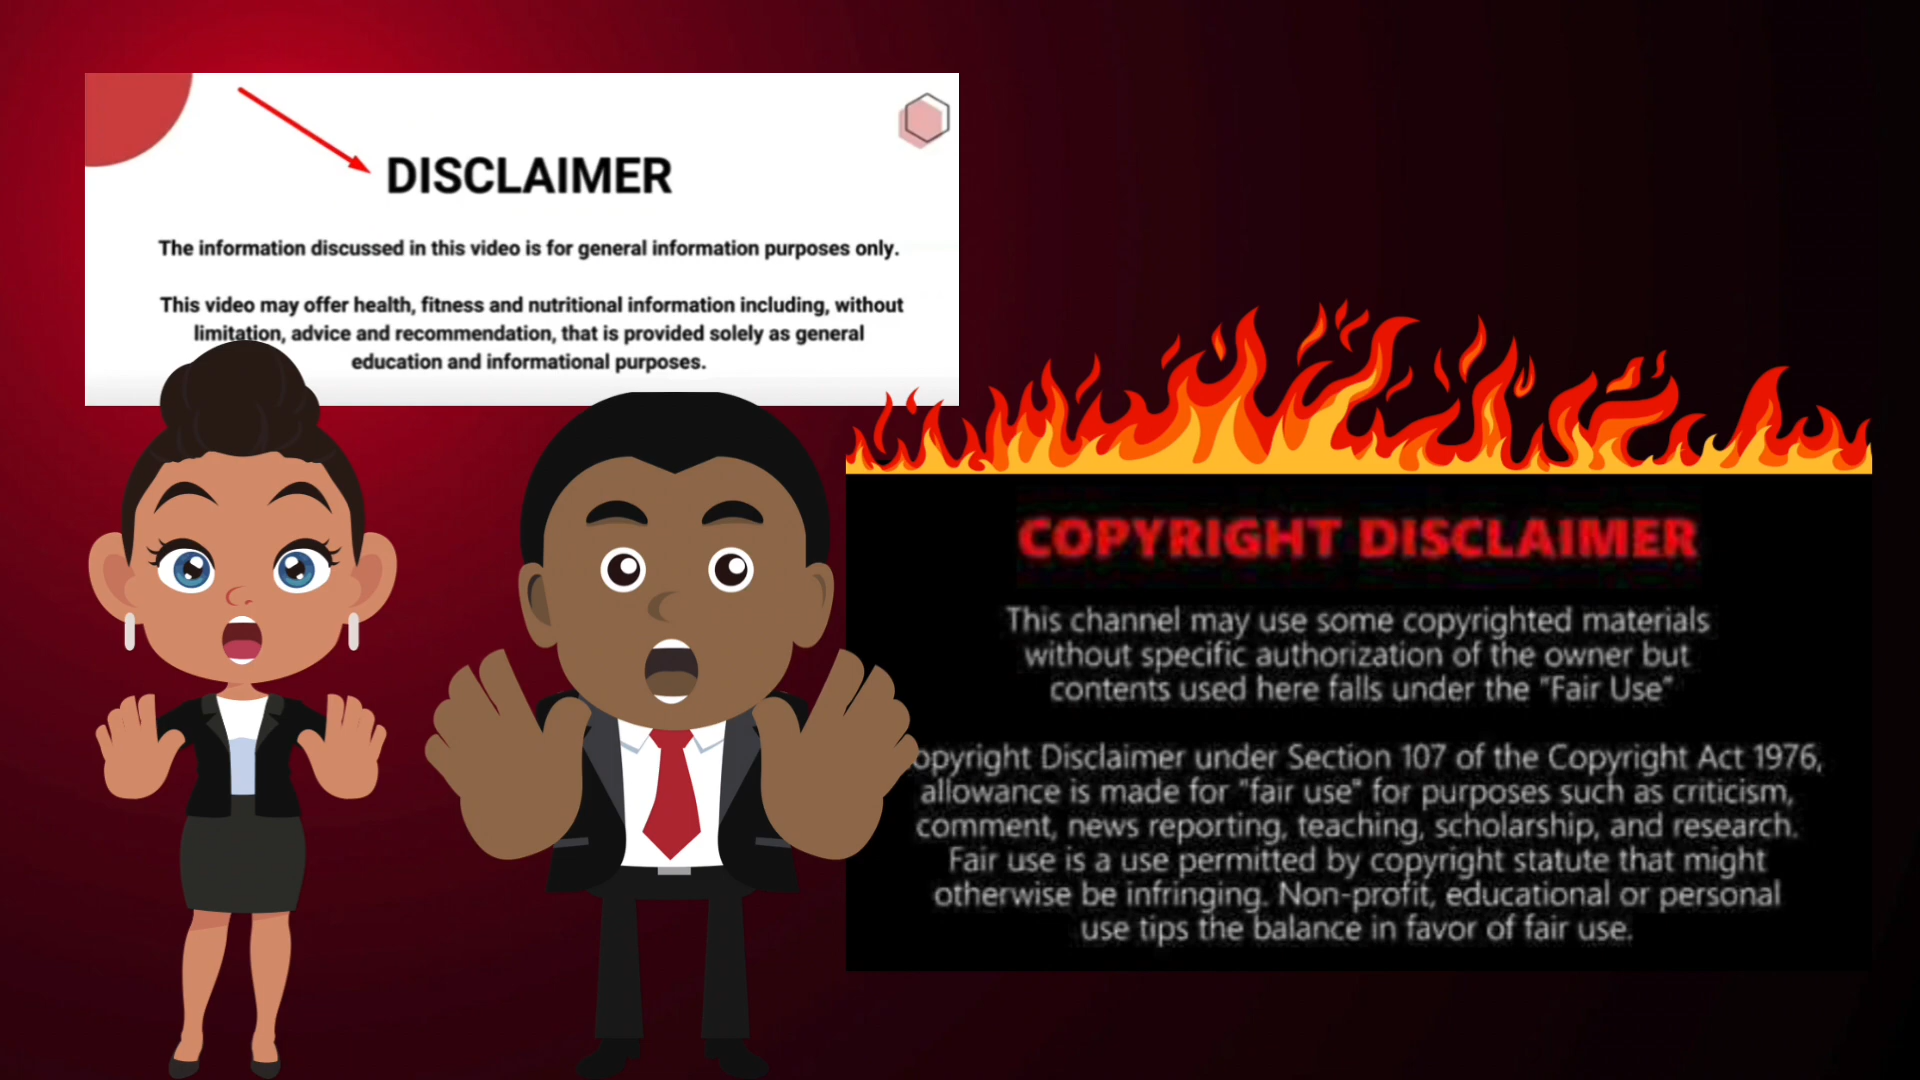 DISCLAIMER
The information discussed in this video is for general information purposes only.
This video may offer health, fitness and nutritional information including, without
limitation, advice and recommendation, that is provided solely as general
education and informational purposes.
COPYRIGHT DISCLAIMER
This channel may use some copyrighted materials
without specific authorization of the owner but
contents used here falls under the "Fair Use"
opyright Disclaimer under Section 107 of the Copyright Act 1976,
allowance is made for "fair use" for purposes such as criticism,
comment, news reporting, teaching, scholarship, and research.
Fair use is a use permitted by copyright statute that might
otherwise be infringing. Non-profit, educational or personal
use tips the balance in favor of fair use.